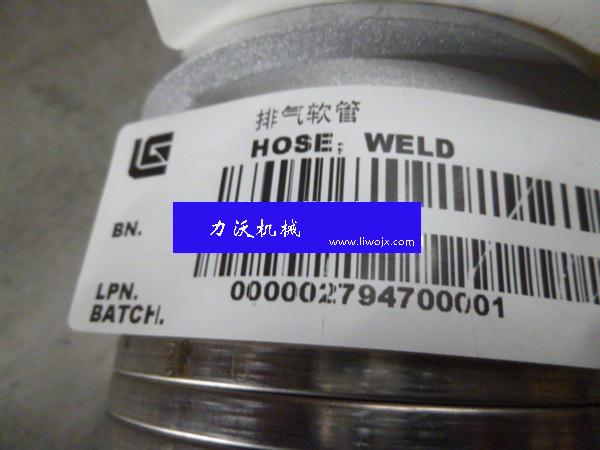 排气软管
HOSE; WELD
BN.
力沃机械
www.liwojx.com
LPN.
BATCH.
000002794700001